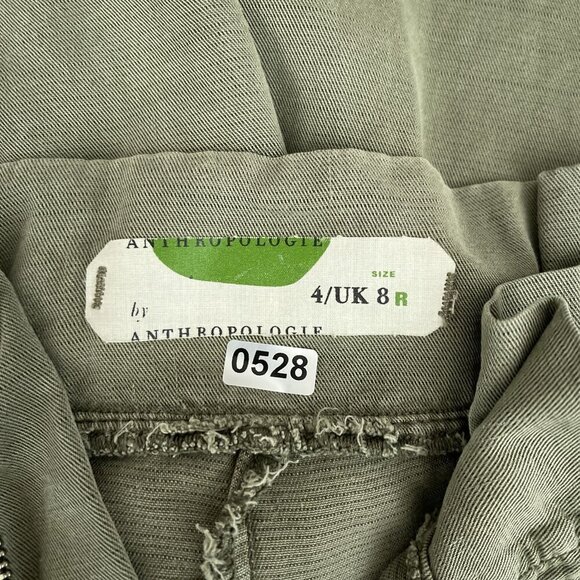 ANTHROPOLOGIE
SIZE
4/UK 8 R
by
ANTHROPOLOGIE
0528